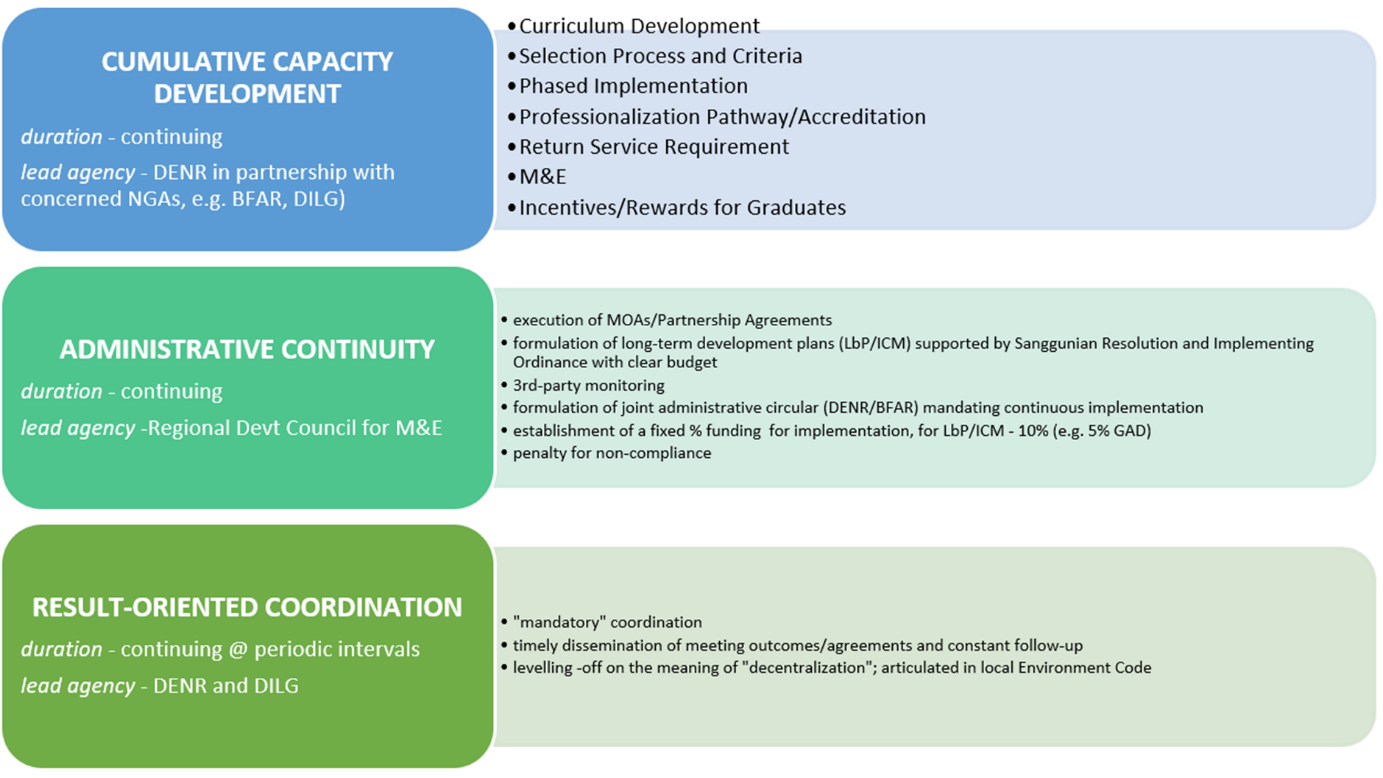 CUMULATIVE CAPACITY
DEVELOPMENT
duration - continuing
lead agency - DENR in partnership with
concerned NGAs, e.g. BFAR, DILG)
•Curriculum Development
•Selection Process and Criteria
•Phased Implementation
•Professionalization Pathway/Accreditation
•Return Service Requirement
•M&E
•Incentives/Rewards for Graduates
ADMINISTRATIVE CONTINUITY
duration - continuing
lead agency -Regional Devt Council for M&E
• execution of MOAs/Partnership Agreements
• formulation of long-term development plans (LbP/ICM) supported by Sanggunian Resolution and Implementing
Ordinance with clear budget
• 3rd-party monitoring
• formulation of joint administrative circular (DENR/BFAR) mandating continuous implementation
• establishment of a fixed % funding  for implementation, for LbP/ICM - 10% (e.g. 5% GAD)
• penalty for non-compliance
RESULT-ORIENTED COORDINATION
duration - continuing @ periodic intervals
lead agency - DENR and DILG
• "mandatory" coordination
• timely dissemination of meeting outcomes/agreements and constant follow-up
• levelling -off on the meaning of "decentralization"; articulated in local Environment Code